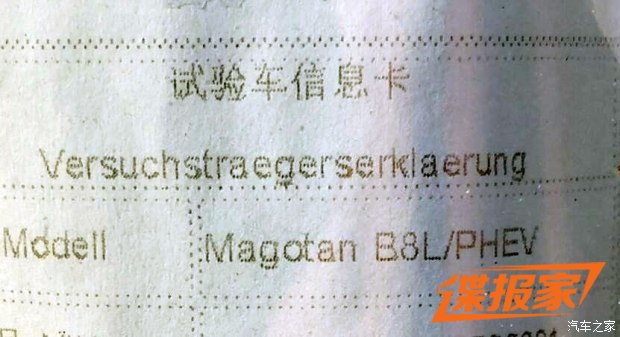 试验车信息卡
Versuchstraegerserklaerung
Modell Magotan B8L/PHEV
谍报家
汽车之家